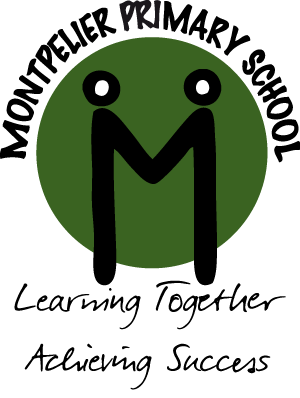 MONTPELIER PRIMARY SCHOOL
Learning Together
Achieving Success